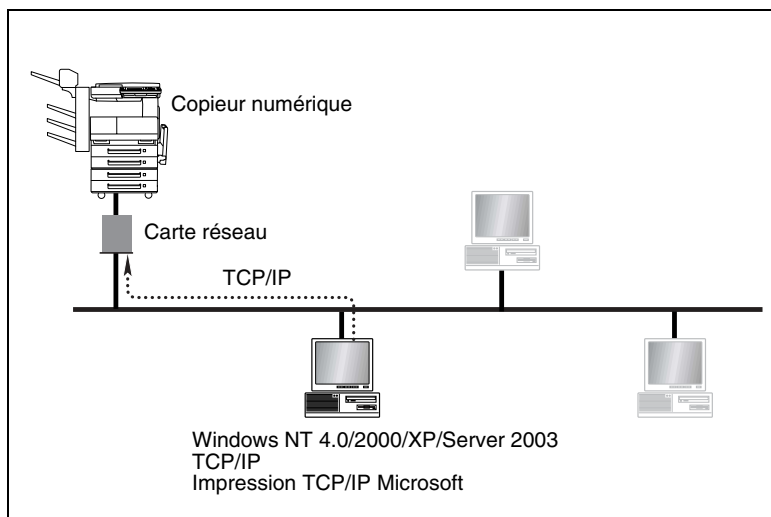 Copieur numérique
Carte réseau
TCP/IP
Windows NT 4.0/2000/XP/Server 2003
TCP/IP
Impression TCP/IP Microsoft